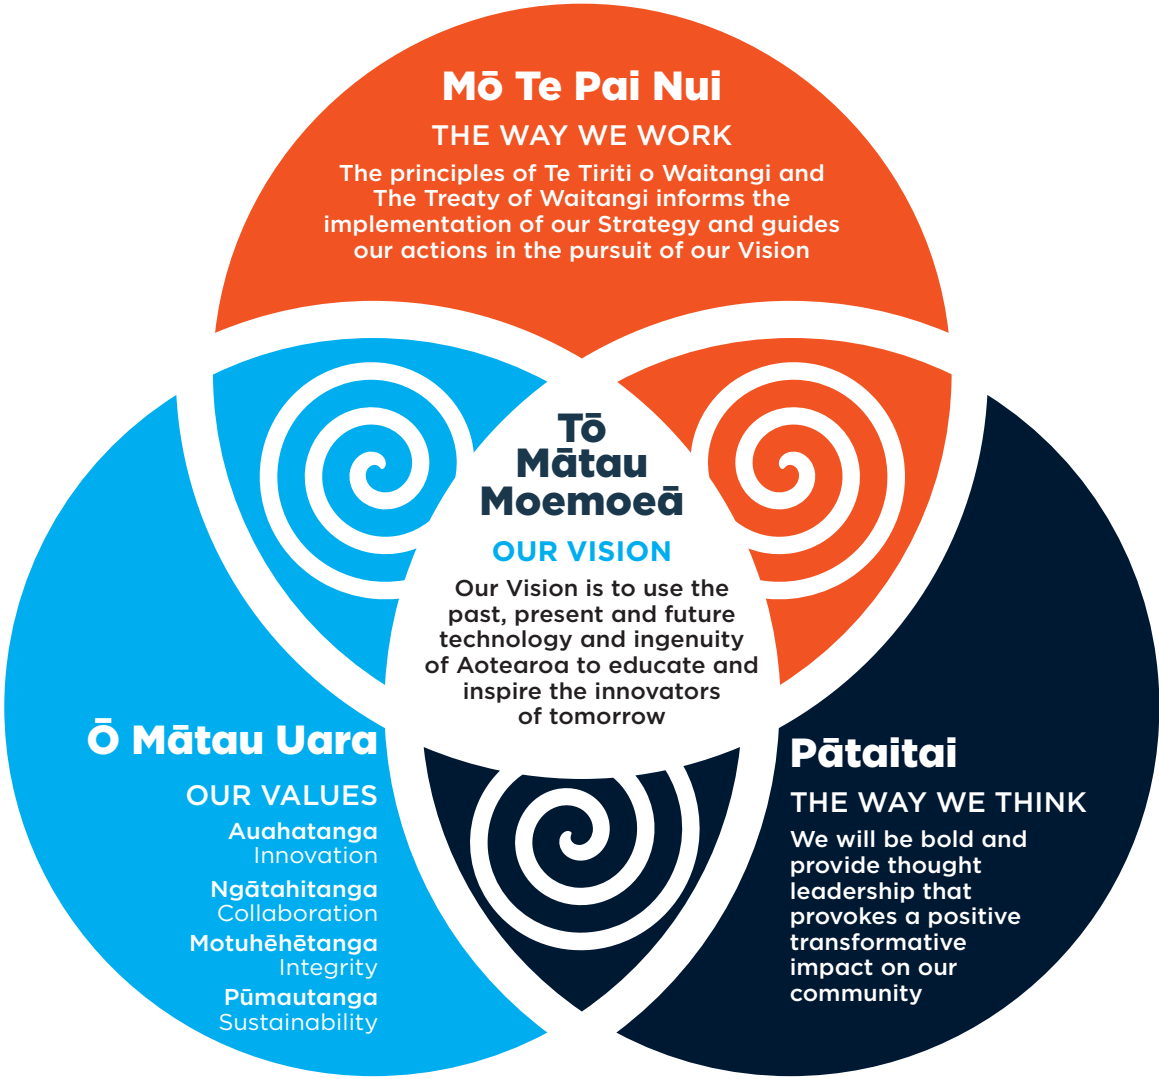 Mō Te Pai Nui
THE WAY WE WORK
The principles of Te Tiriti o Waitangi and
The Treaty of Waitangi informs the
implementation of our Strategy and guides
our actions in the pursuit of our Vision
Tō
Mātau
Moemoeā
OUR VISION
Our Vision is to use the
past, present and future
technology and ingenuity
of Aotearoa to educate and
inspire the innovators
of tomorrow
Ō Mātau Uara
OUR VALUES
Auahatanga
Innovation
Ngātahitanga
Collaboration
Motuhēhētanga
Integrity
Pūmautanga
Sustainability
Pātaitai
THE WAY WE THINK
We will be bold and
provide thought
leadership that
provokes a positive
transformative
impact on our
community